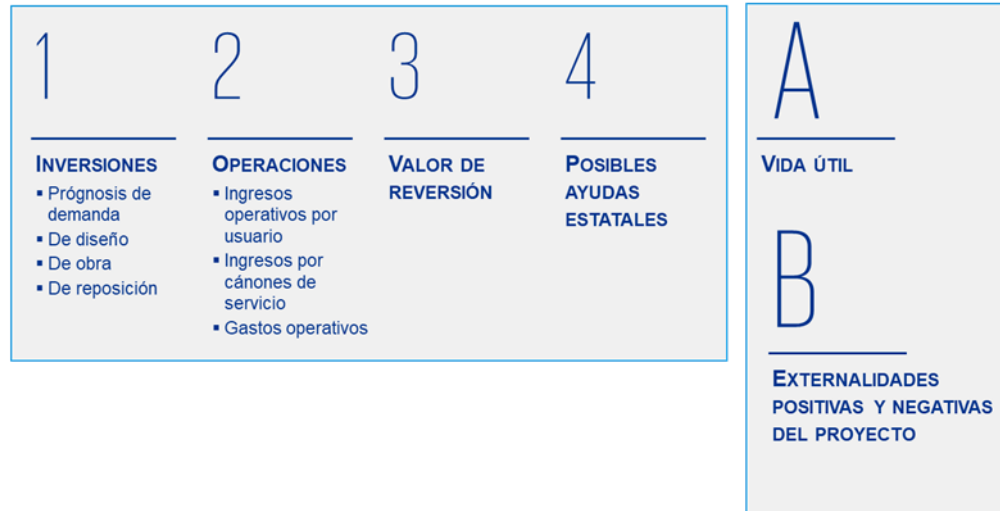 1
INVERSIONES
▪ Prógnosis de
demanda
▪ De diseño
▪ De obra
▪ De reposición
2
OPERACIONES
▪ Ingresos
operativos por
usuario
▪ Ingresos por
cánones de
servicio
▪ Gastos operativos
3
VALOR DE
REVERSIÓN
4
POSIBLES
AYUDAS
ESTATALES
A
VIDA ÚTIL
B
EXTERNALIDADES
POSITIVAS Y NEGATIVAS
DEL PROYECTO